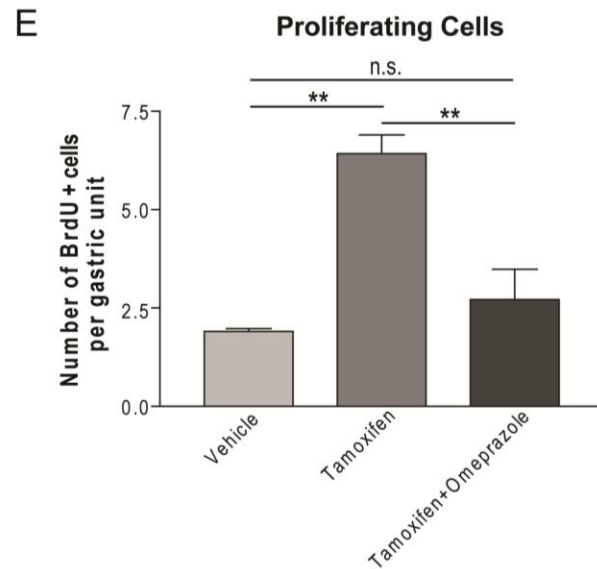 E
Proliferating Cells
n.s.
**
**
Number of BrdU + cells
per gastric unit
7.5
5.0
2.5
0.0
Vehicle
Tamoxifen
Tamoxifen+Omeprazole